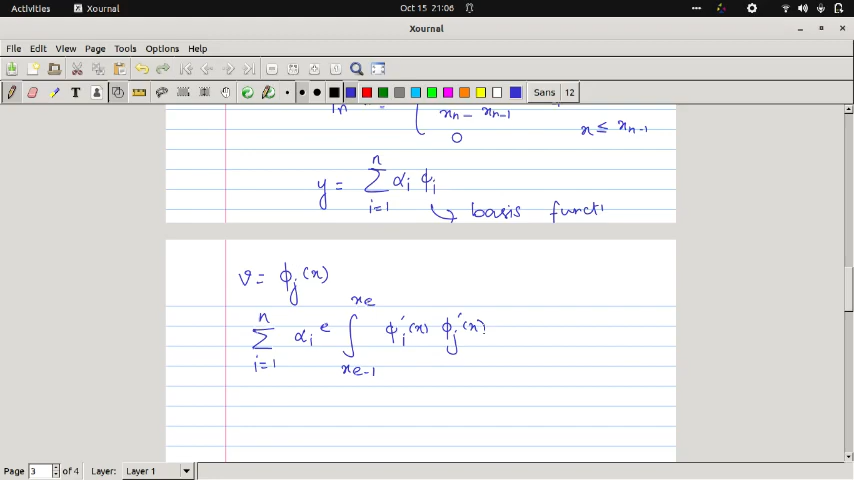 Activities Xournal Oct 15 21:06
Xournal
File Edit View Page Tools Options Help
T Sans 12
xn - xn-1
0 x ≤ xn-1
y = Σ αi φi
n
i=1
basis funct
v = φj(x)
n xe
Σ αi^e ∫ φi'(x) φj'(x)
i=1 xe-1
Page 3 of 4 Layer: Layer 1